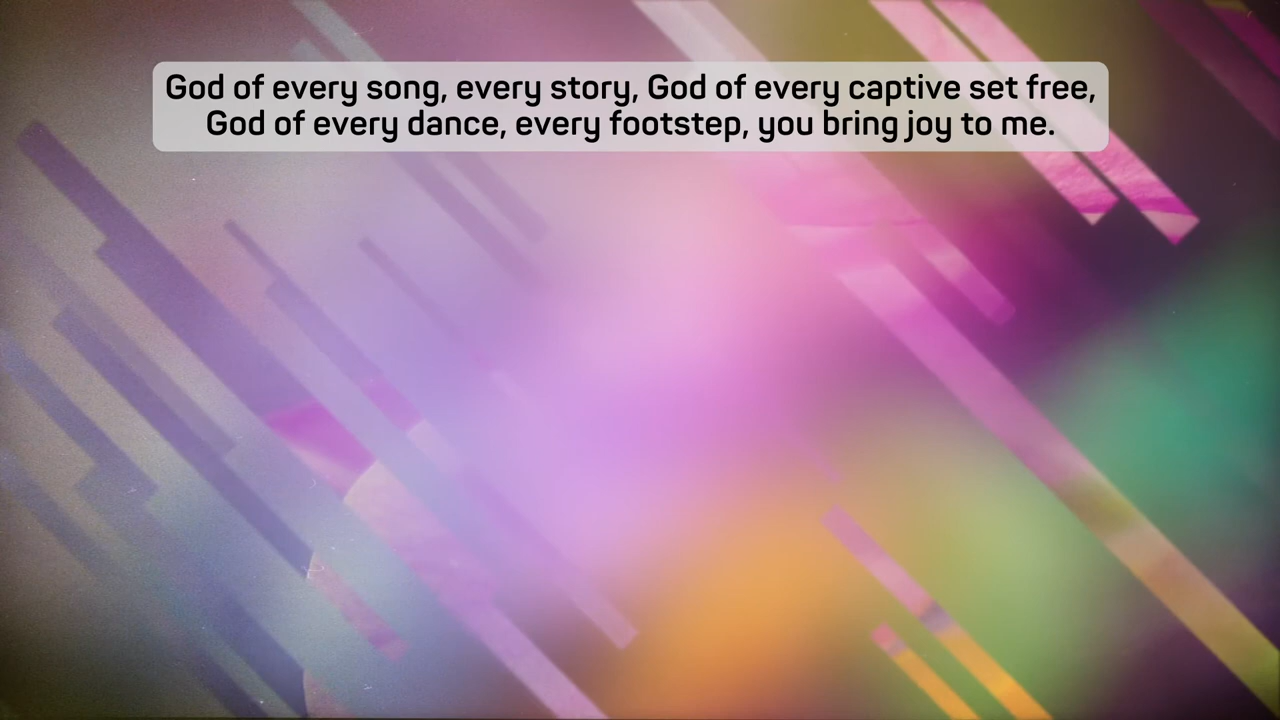 God of every song, every story, God of every captive set free,
God of every dance, every footstep, you bring joy to me.